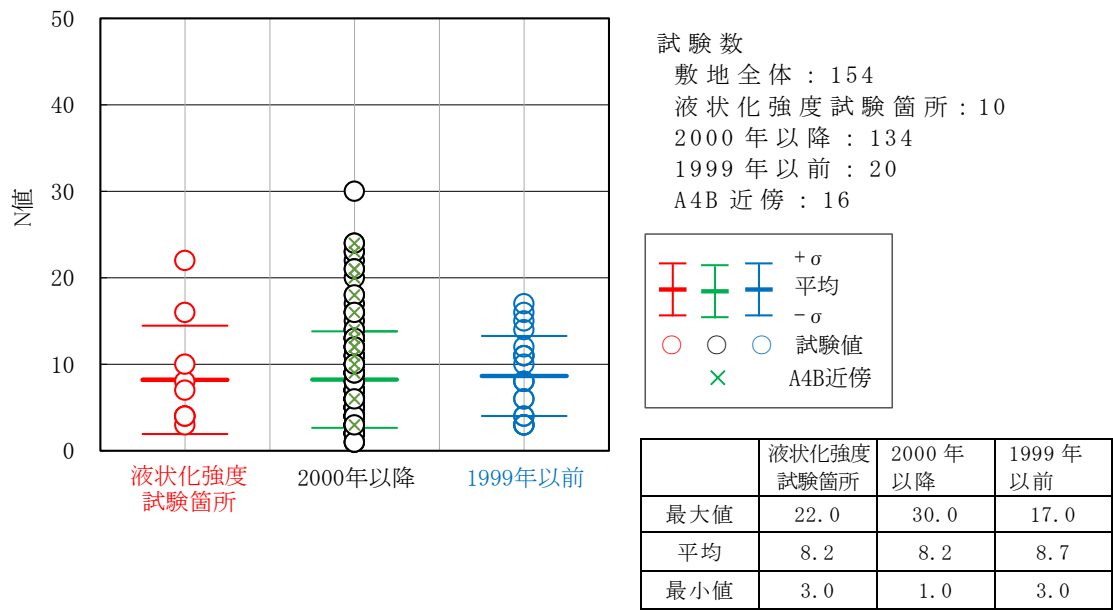 50
40
30
20
10
0
N値
液状化強度
試験箇所
2000年以降
1999年以前
試験数
敷地全体：154
液状化強度試験箇所：10
2000年以降：134
1999年以前：20
A4B近傍：16
+σ
平均
−σ
試験値
A4B近傍
液状化強度 2000年 1999年
試験箇所 以降 以前
最大値 22.0 30.0 17.0
平均 8.2 8.2 8.7
最小値 3.0 1.0 3.0